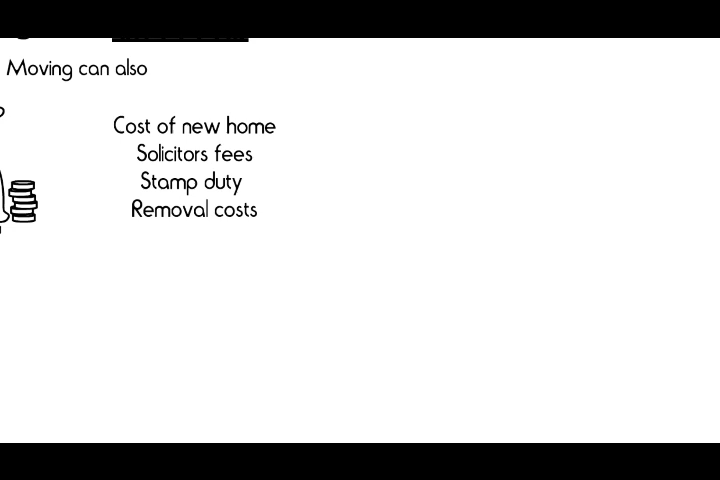 Moving can also
Cost of new home
Solicitors fees
Stamp duty
Removal costs